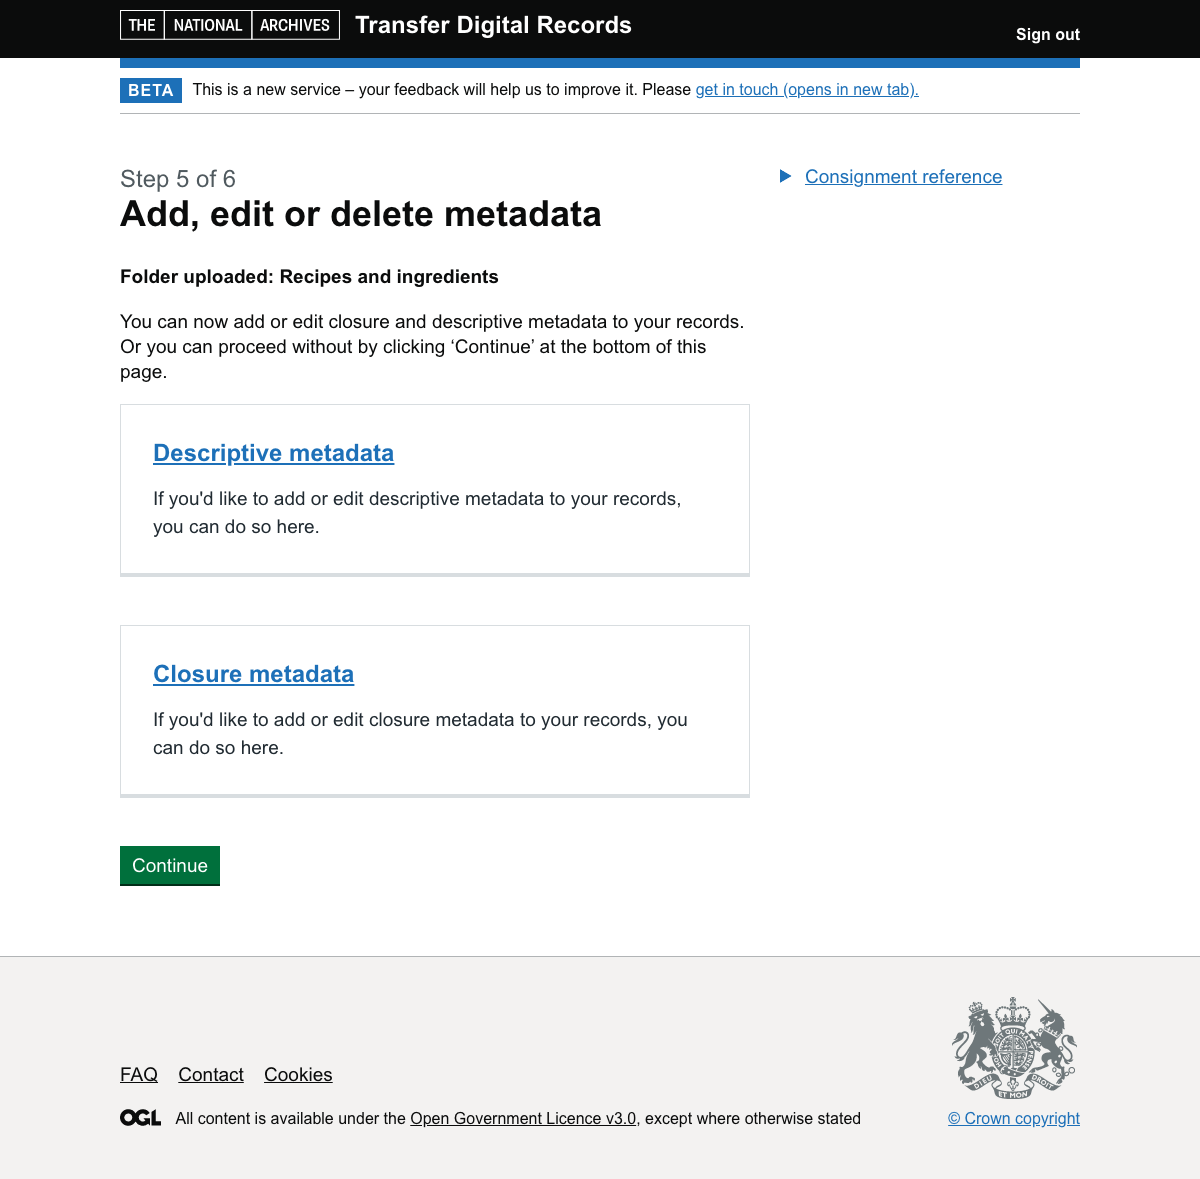 THE NATIONAL ARCHIVES Transfer Digital Records
Sign out
BETA This is a new service – your feedback will help us to improve it. Please get in touch (opens in new tab).
Step 5 of 6
Add, edit or delete metadata
Consignment reference
Folder uploaded: Recipes and ingredients
You can now add or edit closure and descriptive metadata to your records.
Or you can proceed without by clicking ‘Continue’ at the bottom of this
page.
Descriptive metadata
If you'd like to add or edit descriptive metadata to your records,
you can do so here.
Closure metadata
If you'd like to add or edit closure metadata to your records, you
can do so here.
Continue
DIEU ET MON DROIT
FAQ Contact Cookies
OGL All content is available under the Open Government Licence v3.0, except where otherwise stated
© Crown copyright